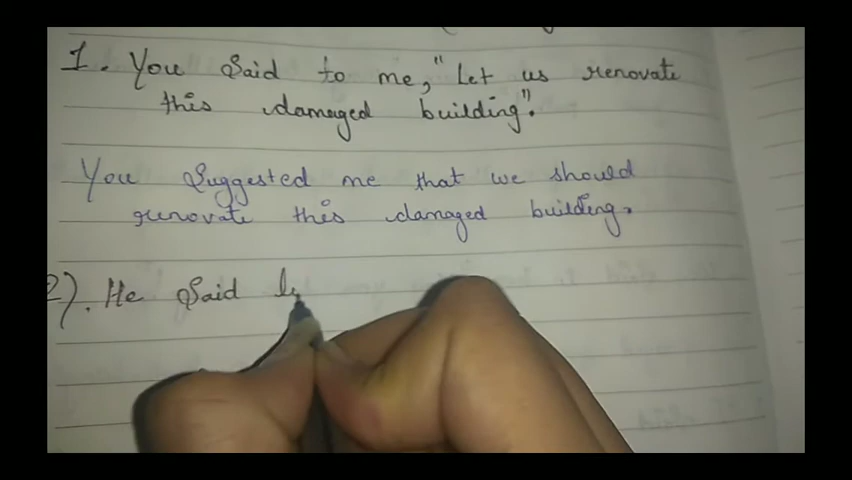 1. You said to me, "Let us renovate
this damaged building".
You suggested me that we should
renovate this damaged building.
2). He said